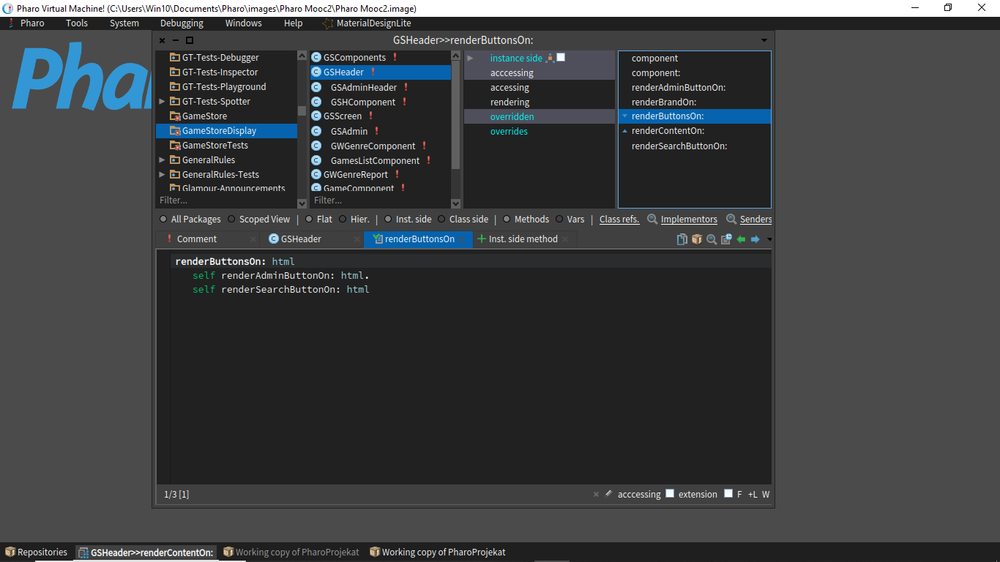 Pharo Virtual Machine! (C:\Users\Win10\Documents\Pharo\images\Pharo Mooc2\Pharo Mooc2.image)
Pharo Tools System Debugging Windows Help MaterialDesignLite
GSHeader>>renderButtonsOn:
GT-Tests-Debugger
GT-Tests-Inspector
GT-Tests-Playground
GT-Tests-Spotter
GameStore
GameStoreDisplay
GameStoreTests
GeneralRules
GeneralRules-Tests
Glamour-Announcements
Filter...
GSComponents
GSHeader
GSAdminHeader
GSHComponent
GSScreen
GSAdmin
GWGenreComponent
GamesListComponent
GWGenreReport
GameComponent
Filter...
instance side
acccessing
accessing
rendering
overridden
overrides
component
component:
renderAdminButtonOn:
renderBrandOn:
renderButtonsOn:
renderContentOn:
renderSearchButtonOn:
All Packages Scoped View | Flat Hier. | Inst. side Class side | Methods Vars Class refs. Implementors Senders
Comment GSHeader renderButtonsOn Inst. side method
renderButtonsOn: html
self renderAdminButtonOn: html.
self renderSearchButtonOn: html
1/3 [1] acccessing extension F +L W
Repositories GSHeader>>renderContentOn: Working copy of PharoProjekat Working copy of PharoProjekat